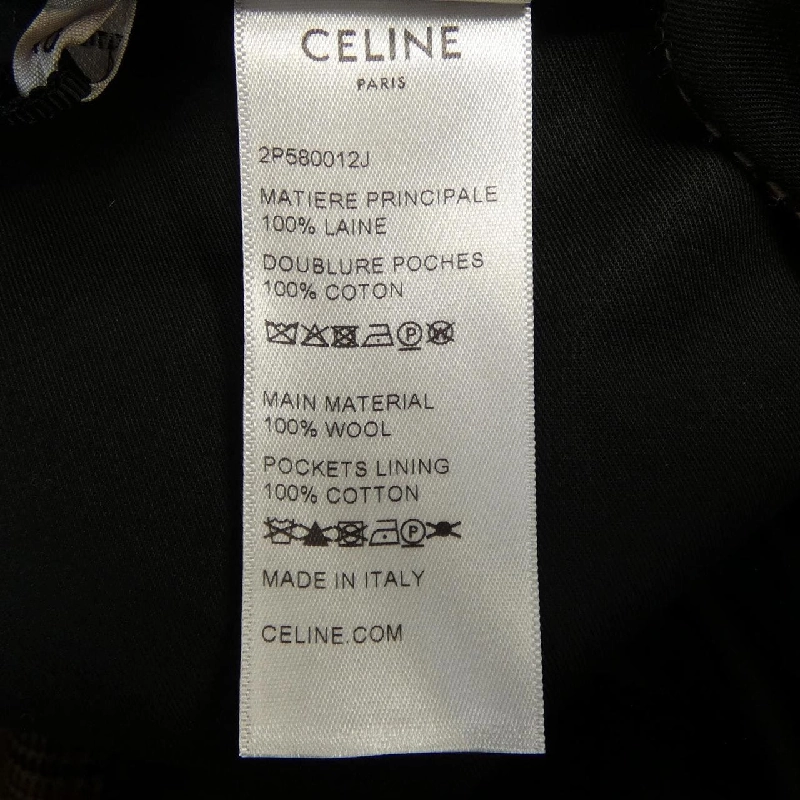 CELINE
PARIS
2P580012J
MATIERE PRINCIPALE
100% LAINE
DOUBLURE POCHES
100% COTON
P W
MAIN MATERIAL
100% WOOL
POCKETS LINING
100% COTTON
P
MADE IN ITALY
CELINE.COM